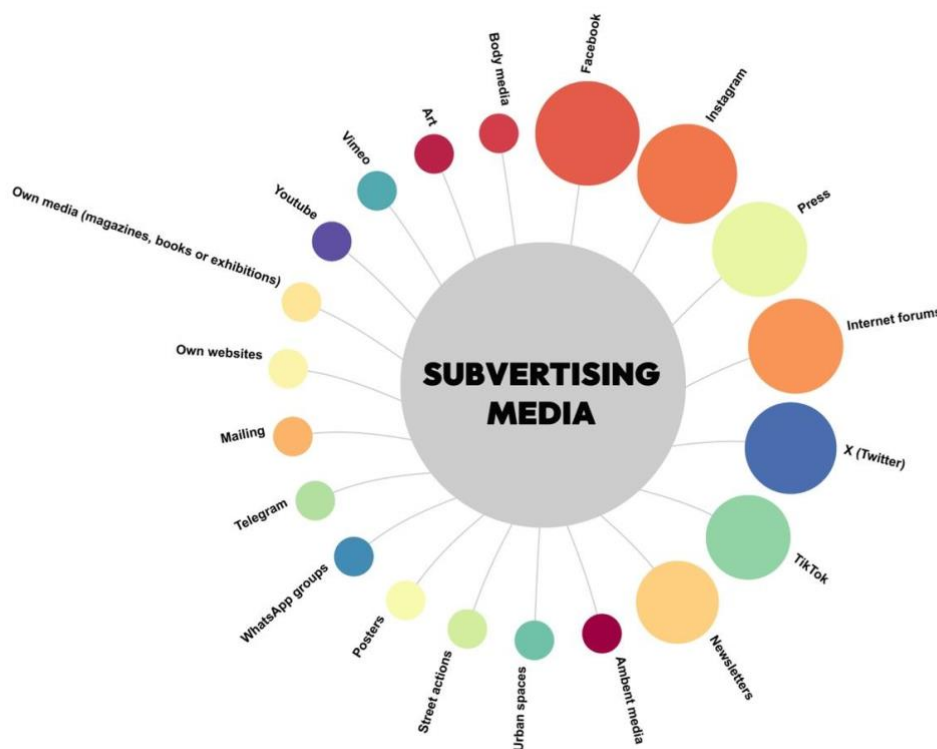 SUBVERTISING
MEDIA
Facebook
Instagram
Press
Internet forums
X (Twitter)
TikTok
Newsletters
Ambent media
Urban spaces
Street actions
Posters
WhatsApp groups
Telegram
Mailing
Own websites
Own media (magazines, books or exhibitions)
Youtube
Vimeo
Art
Body media